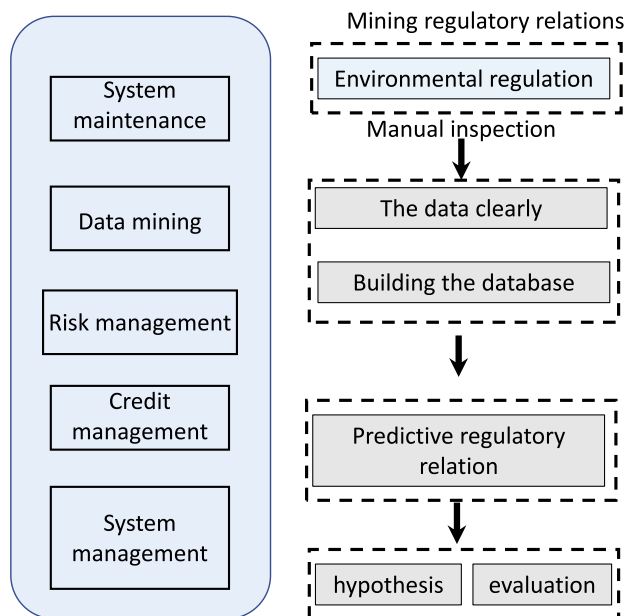 System
maintenance
Data mining
Risk management
Credit
management
System
management
Mining regulatory relations
Environmental regulation
Manual inspection
The data clearly
Building the database
Predictive regulatory
relation
hypothesis
evaluation